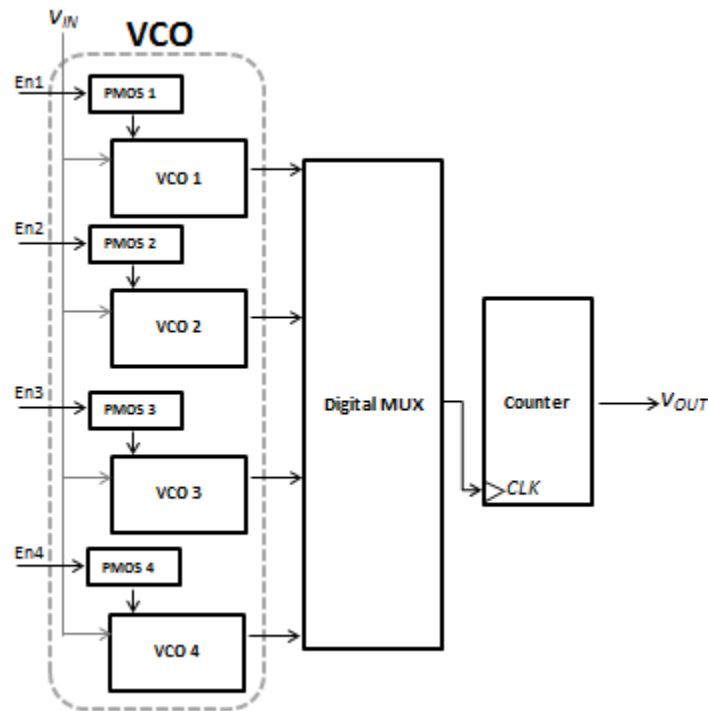 VIN
VCO
En1
PMOS 1
VCO 1
En2
PMOS 2
VCO 2
En3
PMOS 3
VCO 3
En4
PMOS 4
VCO 4
Digital MUX
Counter
CLK
VOUT